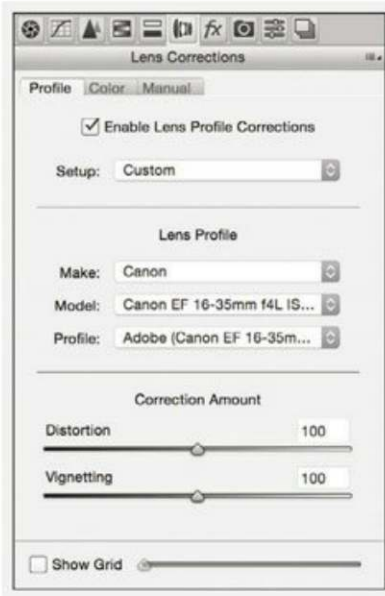 fx
Lens Corrections
Profile Color Manual
Enable Lens Profile Corrections
Setup: Custom
Lens Profile
Make: Canon
Model: Canon EF 16-35mm f4L IS...
Profile: Adobe (Canon EF 16-35m...
Correction Amount
Distortion 100
Vignetting 100
Show Grid